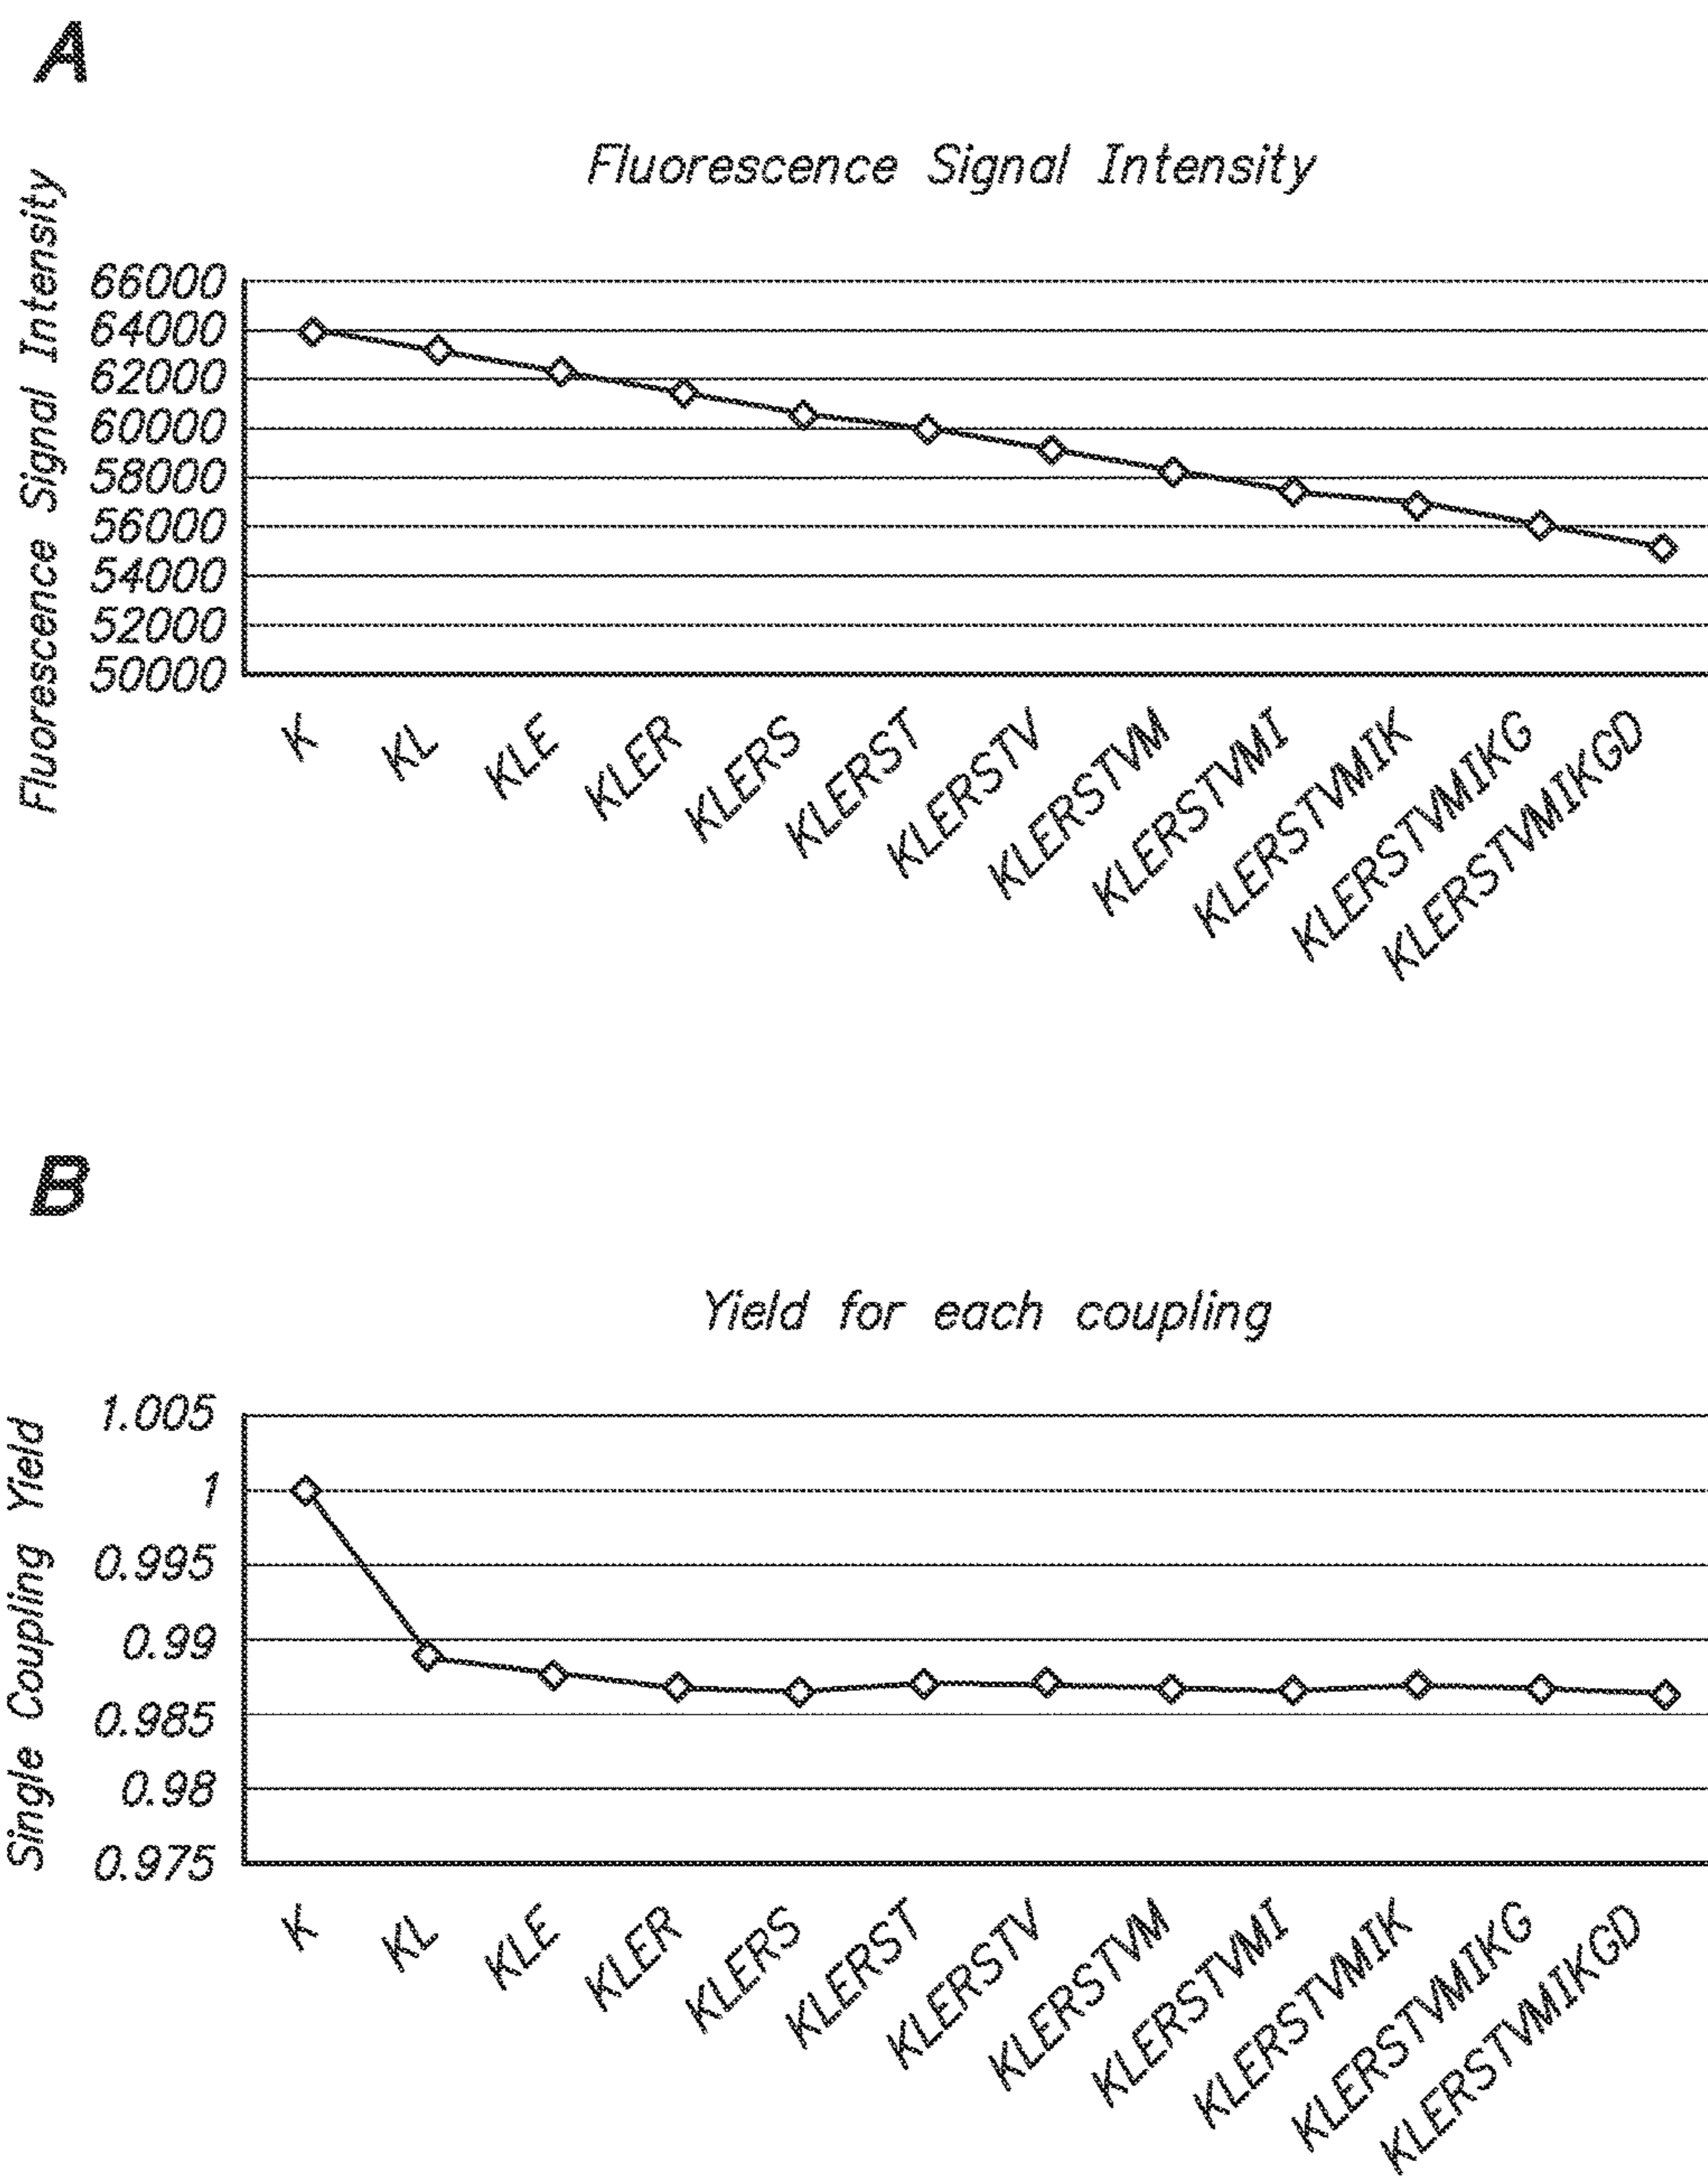 A
Fluorescence Signal Intensity
Fluorescence Signal Intensity
66000
64000
62000
60000
58000
56000
54000
52000
50000
K
KL
KLE
KLER
KLERS
KLERST
KLERSTV
KLERSTVM
KLERSTVMI
KLERSTVMIK
KLERSTVMIKG
KLERSTVMIKGD
B
Yield for each coupling
Single Coupling Yield
1.005
1
0.995
0.99
0.985
0.98
0.975
K
KL
KLE
KLER
KLERS
KLERST
KLERSTV
KLERSTVM
KLERSTVMI
KLERSTVMIK
KLERSTVMIKG
KLERSTVMIKGD